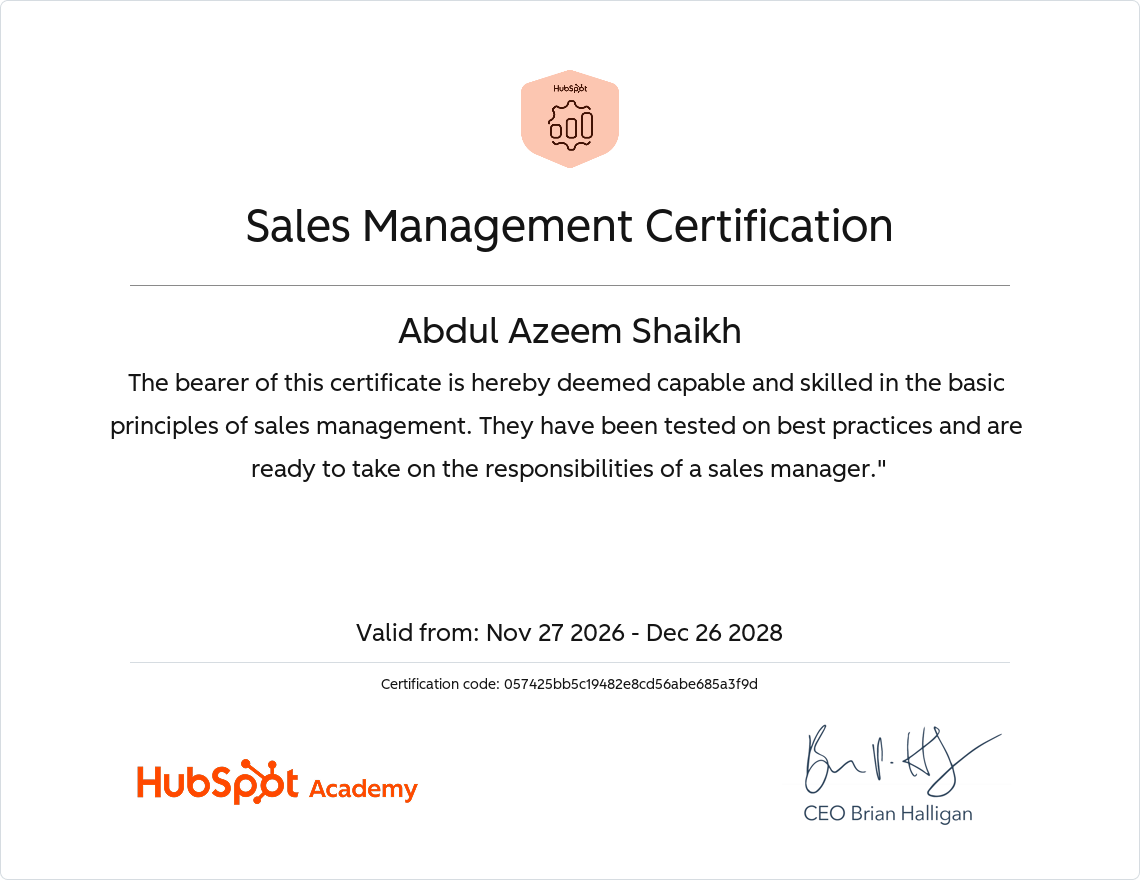 HubSpot
Sales Management Certification
Abdul Azeem Shaikh
The bearer of this certificate is hereby deemed capable and skilled in the basic
principles of sales management. They have been tested on best practices and are
ready to take on the responsibilities of a sales manager."
Valid from: Nov 27 2026 - Dec 26 2028
Certification code: 057425bb5c19482e8cd56abe685a3f9d
HubSpot Academy
CEO Brian Halligan